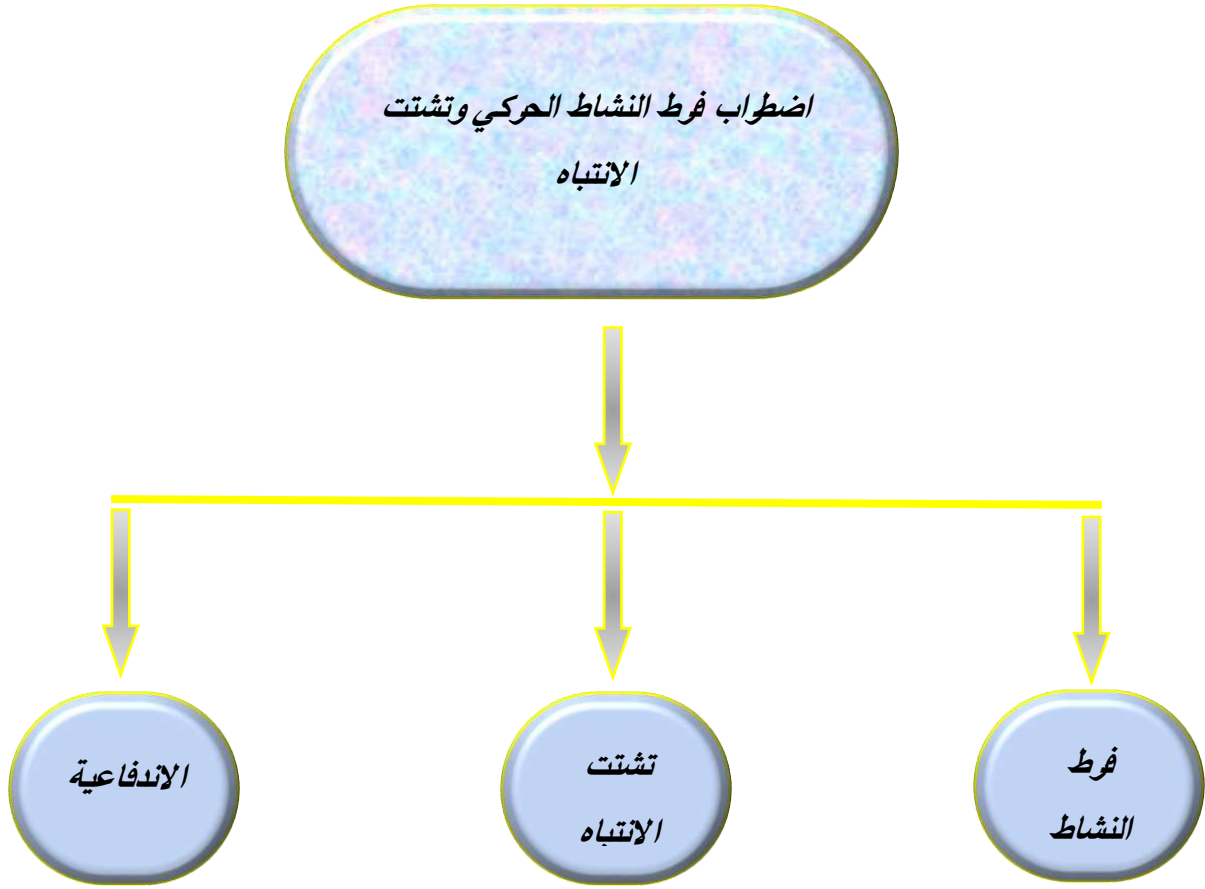 اضطراب فرط النشاط الحركي وتشتت
الانتباه
فرط
النشاط
تشتت
الانتباه
الاندفاعية